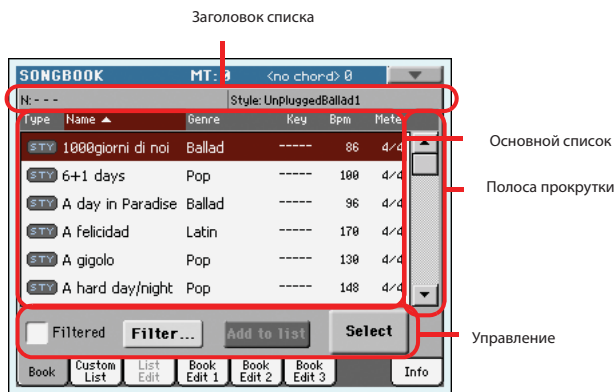 Заголовок списка
SONGBOOK MT: 0 <no chord> 0
N: - - - Style: UnpluggedBallad1
Type Name Genre Key Bpm Meter
STY 1000giorni di noi Ballad ----- 86 4/4
Основной список
STY 6+1 days Pop ----- 100 4/4
Полоса прокрутки
STY A day in Paradise Ballad ----- 96 4/4
STY A felicidad Latin ----- 170 4/4
STY A gigolo Pop ----- 130 4/4
STY A hard day/night Pop ----- 148 4/4
Filtered Filter... Add to list Select
Управление
Book Custom List List Edit Book Edit 1 Book Edit 2 Book Edit 3 Info